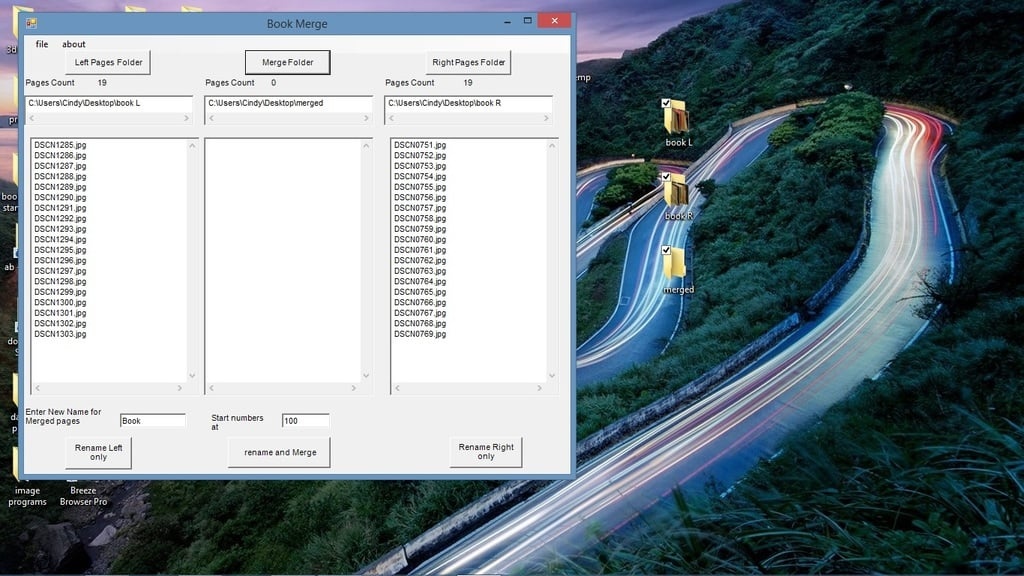 Book Merge
file about
Left Pages Folder
Merge Folder
Right Pages Folder
Pages Count 19
Pages Count 0
Pages Count 19
C:\Users\Cindy\Desktop\book L
C:\Users\Cindy\Desktop\merged
C:\Users\Cindy\Desktop\book R
DSCN1285.jpg
DSCN1286.jpg
DSCN1287.jpg
DSCN1288.jpg
DSCN1289.jpg
DSCN1290.jpg
DSCN1291.jpg
DSCN1292.jpg
DSCN1293.jpg
DSCN1294.jpg
DSCN1295.jpg
DSCN1296.jpg
DSCN1297.jpg
DSCN1298.jpg
DSCN1299.jpg
DSCN1300.jpg
DSCN1301.jpg
DSCN1302.jpg
DSCN1303.jpg
DSCN0751.jpg
DSCN0752.jpg
DSCN0753.jpg
DSCN0754.jpg
DSCN0755.jpg
DSCN0756.jpg
DSCN0757.jpg
DSCN0758.jpg
DSCN0759.jpg
DSCN0760.jpg
DSCN0761.jpg
DSCN0762.jpg
DSCN0763.jpg
DSCN0764.jpg
DSCN0765.jpg
DSCN0766.jpg
DSCN0767.jpg
DSCN0768.jpg
DSCN0769.jpg
Enter New Name for
Merged pages
Book
Start numbers
at
100
Rename Left
only
rename and Merge
Rename Right
only
book L
book R
merged
image
programs
Breeze
Browser Pro